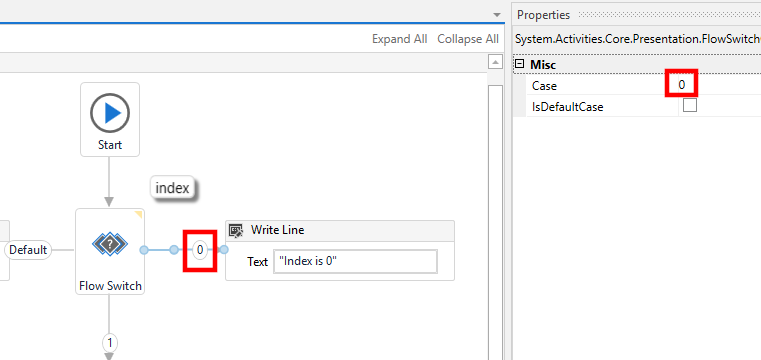 Properties
Expand All Collapse All
System.Activities.Core.Presentation.FlowSwitch
Misc
Case 0
IsDefaultCase
Start
index
Default
0
Write Line
Text "Index is 0"
Flow Switch
1